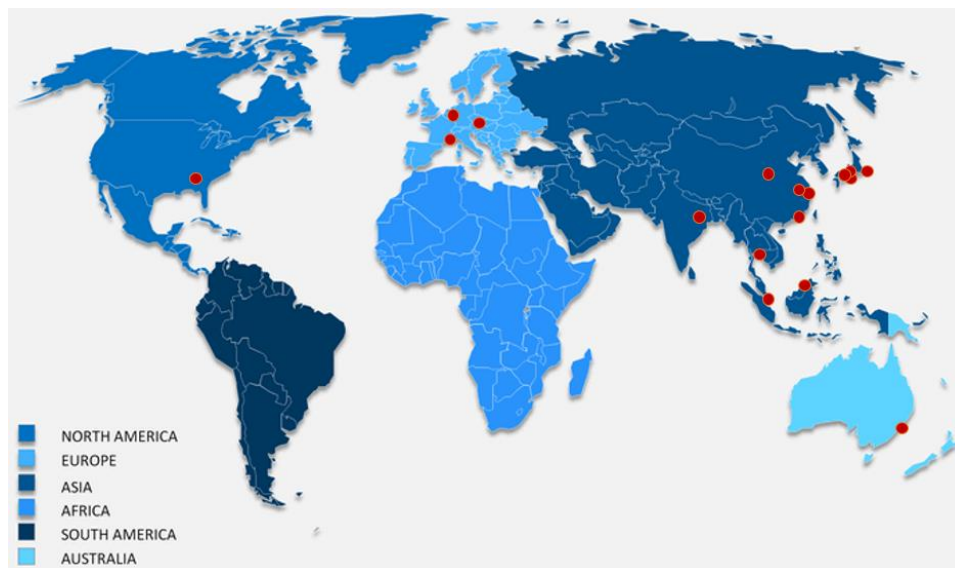 NORTH AMERICA
EUROPE
ASIA
AFRICA
SOUTH AMERICA
AUSTRALIA